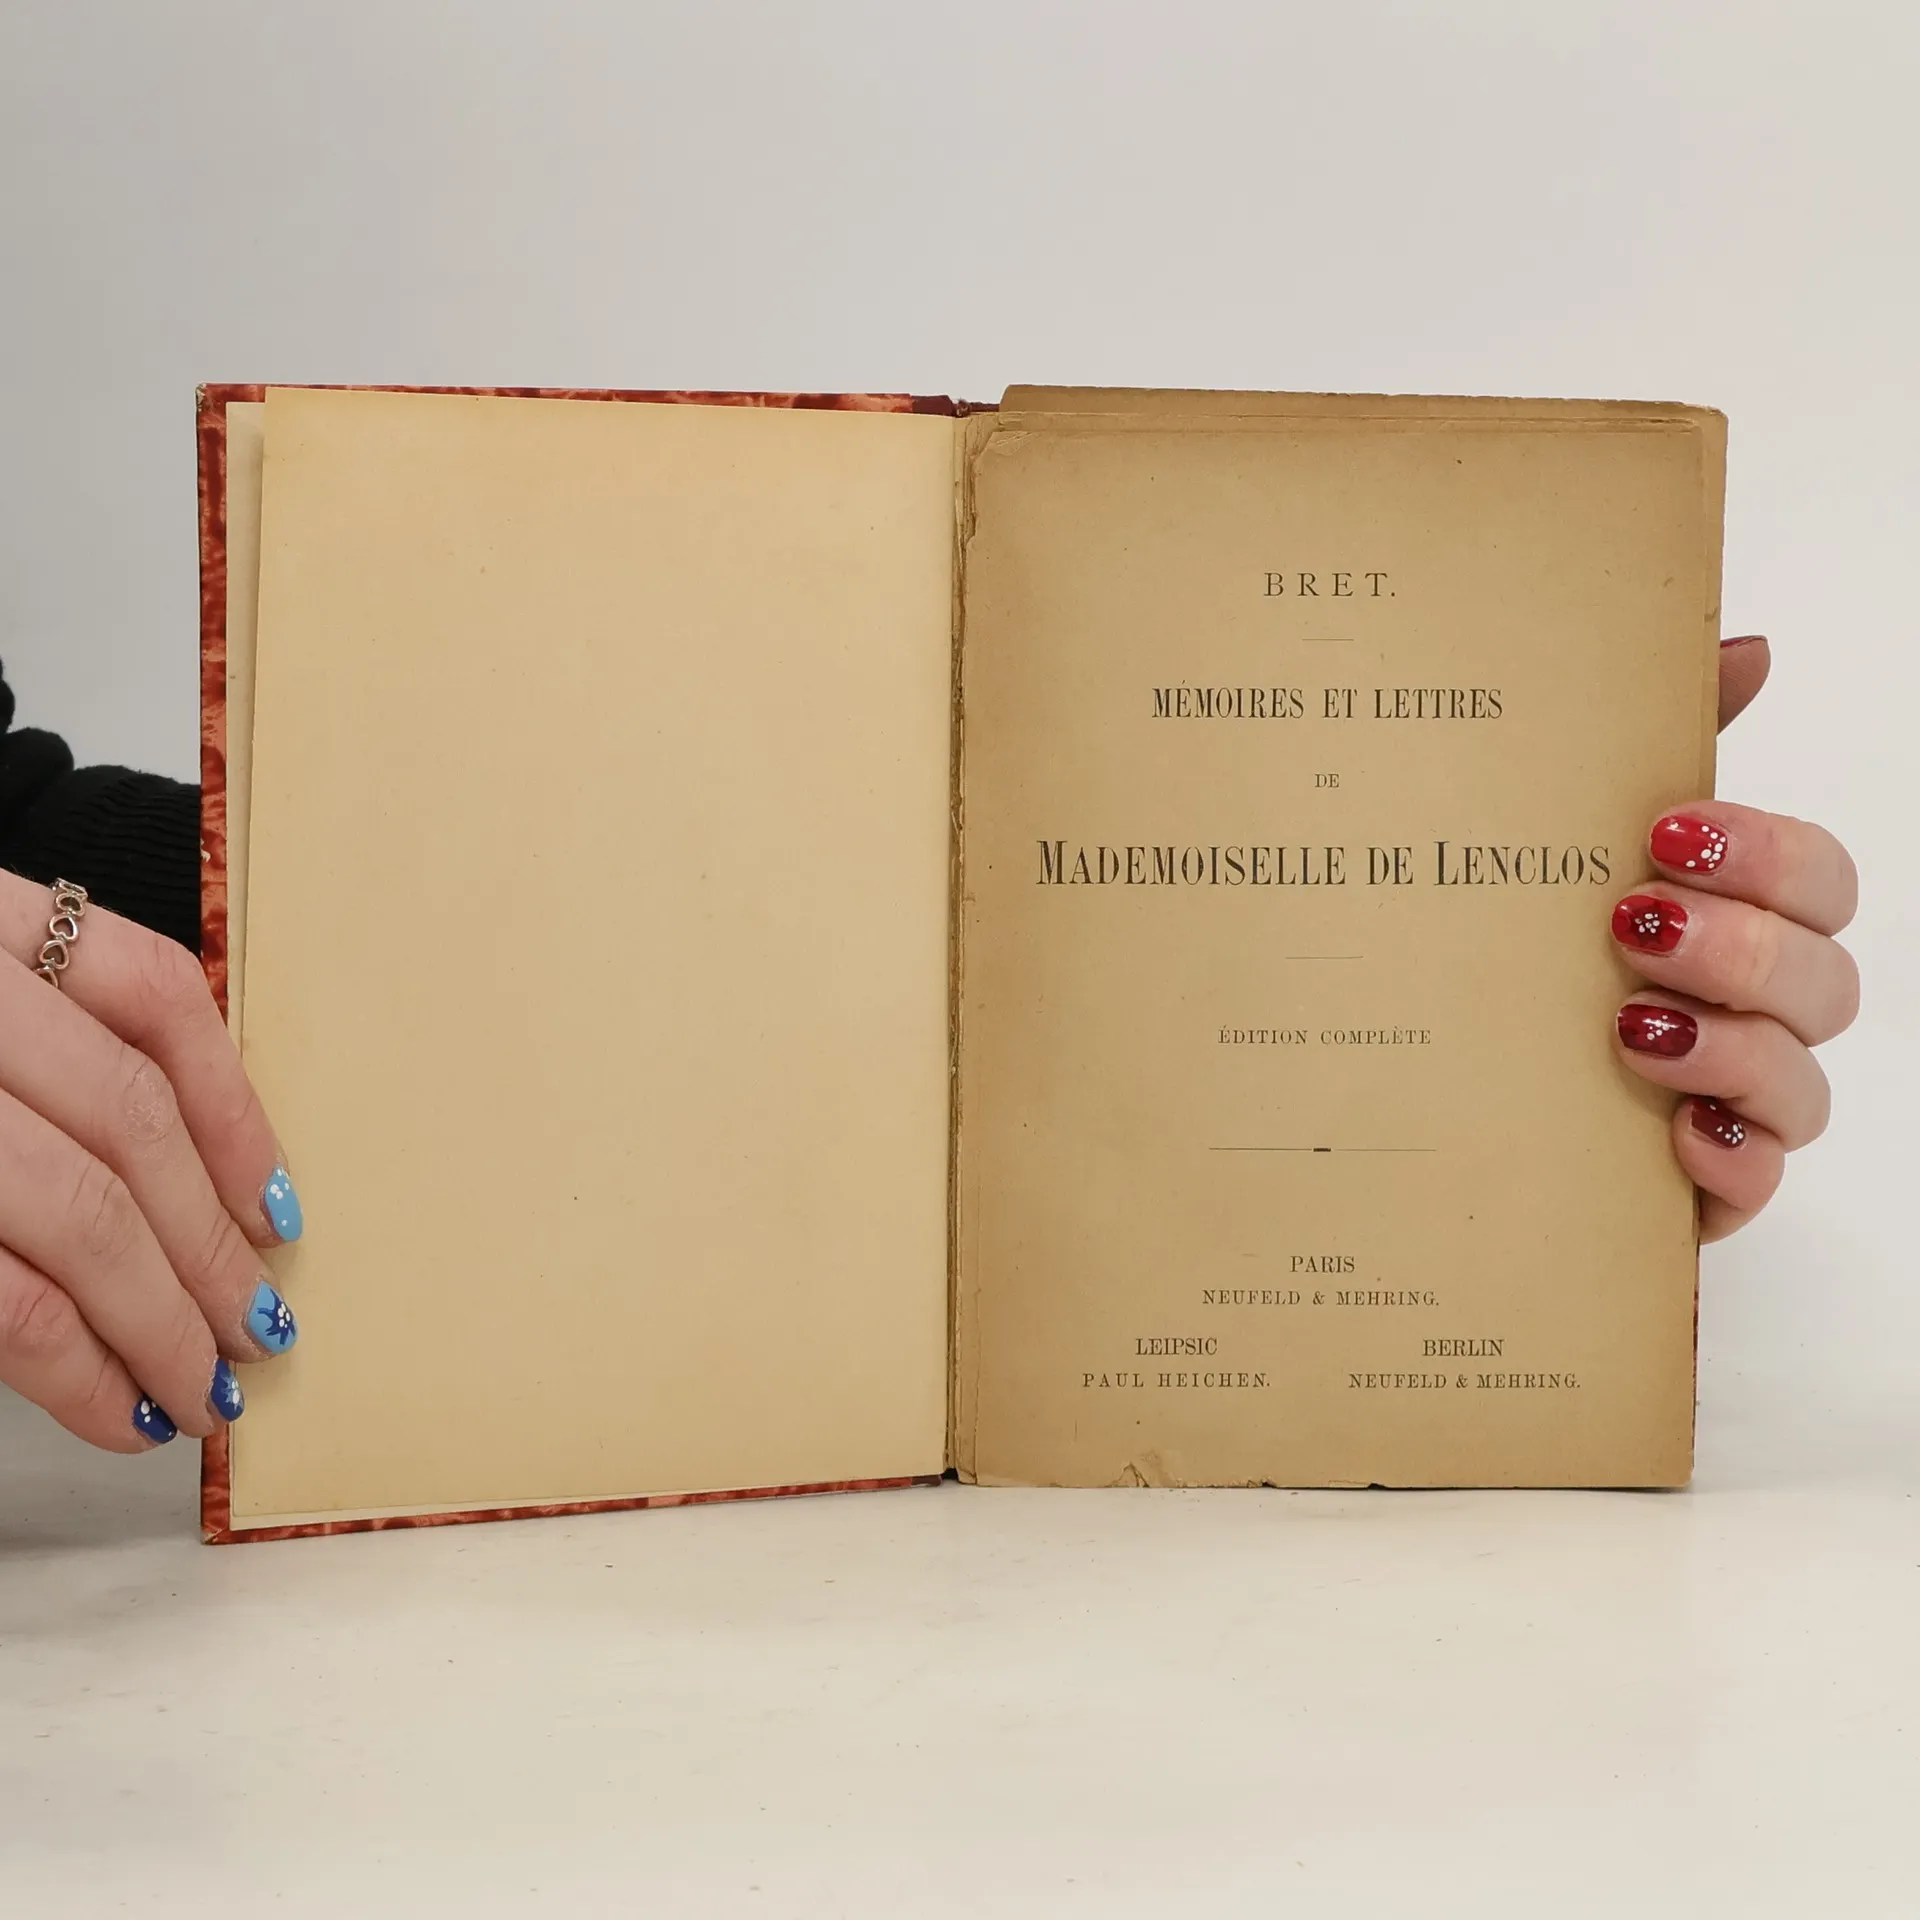 BRET.
MÉMOIRES ET LETTRES
DE
MADEMOISELLE DE LENCLOS
ÉDITION COMPLÈTE
PARIS
NEUFELD & MEHRING.
LEIPSIC
PAUL HEICHEN.
BERLIN
NEUFELD & MEHRING.